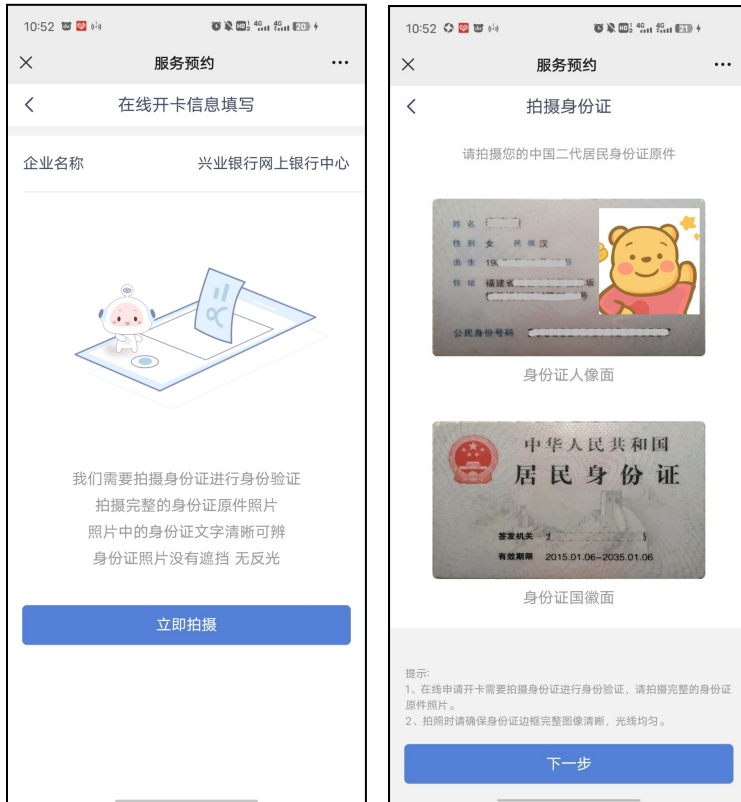 10:52
20
服务预约
在线开卡信息填写
企业名称
兴业银行网上银行中心
我们需要拍摄身份证进行身份验证
拍摄完整的身份证原件照片
照片中的身份证文字清晰可辨
身份证照片没有遮挡 无反光
立即拍摄
10:52
21
服务预约
拍摄身份证
请拍摄您的中国二代居民身份证原件
姓名
性别 女 民族 汉
出生 19
住址 福建省
公民身份号码
身份证人像面
中华人民共和国
居民身份证
签发机关
有效期限 2015.01.06-2035.01.06
身份证国徽面
提示:
1、在线申请开卡需要拍摄身份证进行身份验证，请拍摄完整的身份证
原件照片。
2、拍照时请确保身份证边框完整图像清晰，光线均匀。
下一步